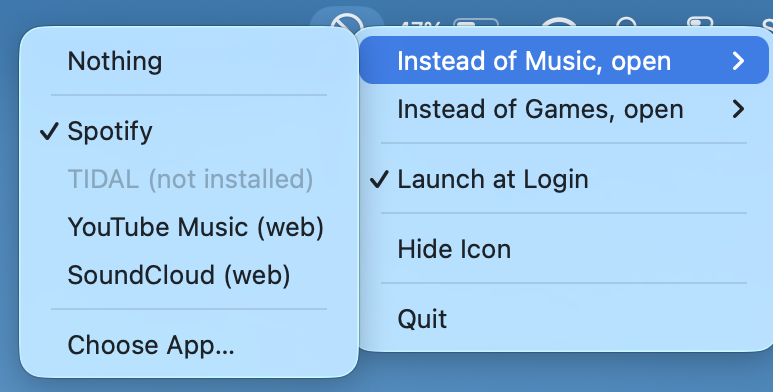 47%
Nothing
Spotify
TIDAL (not installed)
YouTube Music (web)
SoundCloud (web)
Choose App...
Instead of Music, open
Instead of Games, open
Launch at Login
Hide Icon
Quit